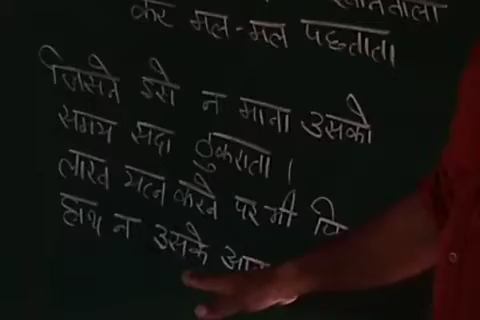 कर मल-मल पछताता
जिसने इसे न माना उसको
समय सदा ठुकराता ।
लाख यत्न करने पर भी
हाथ न उसके